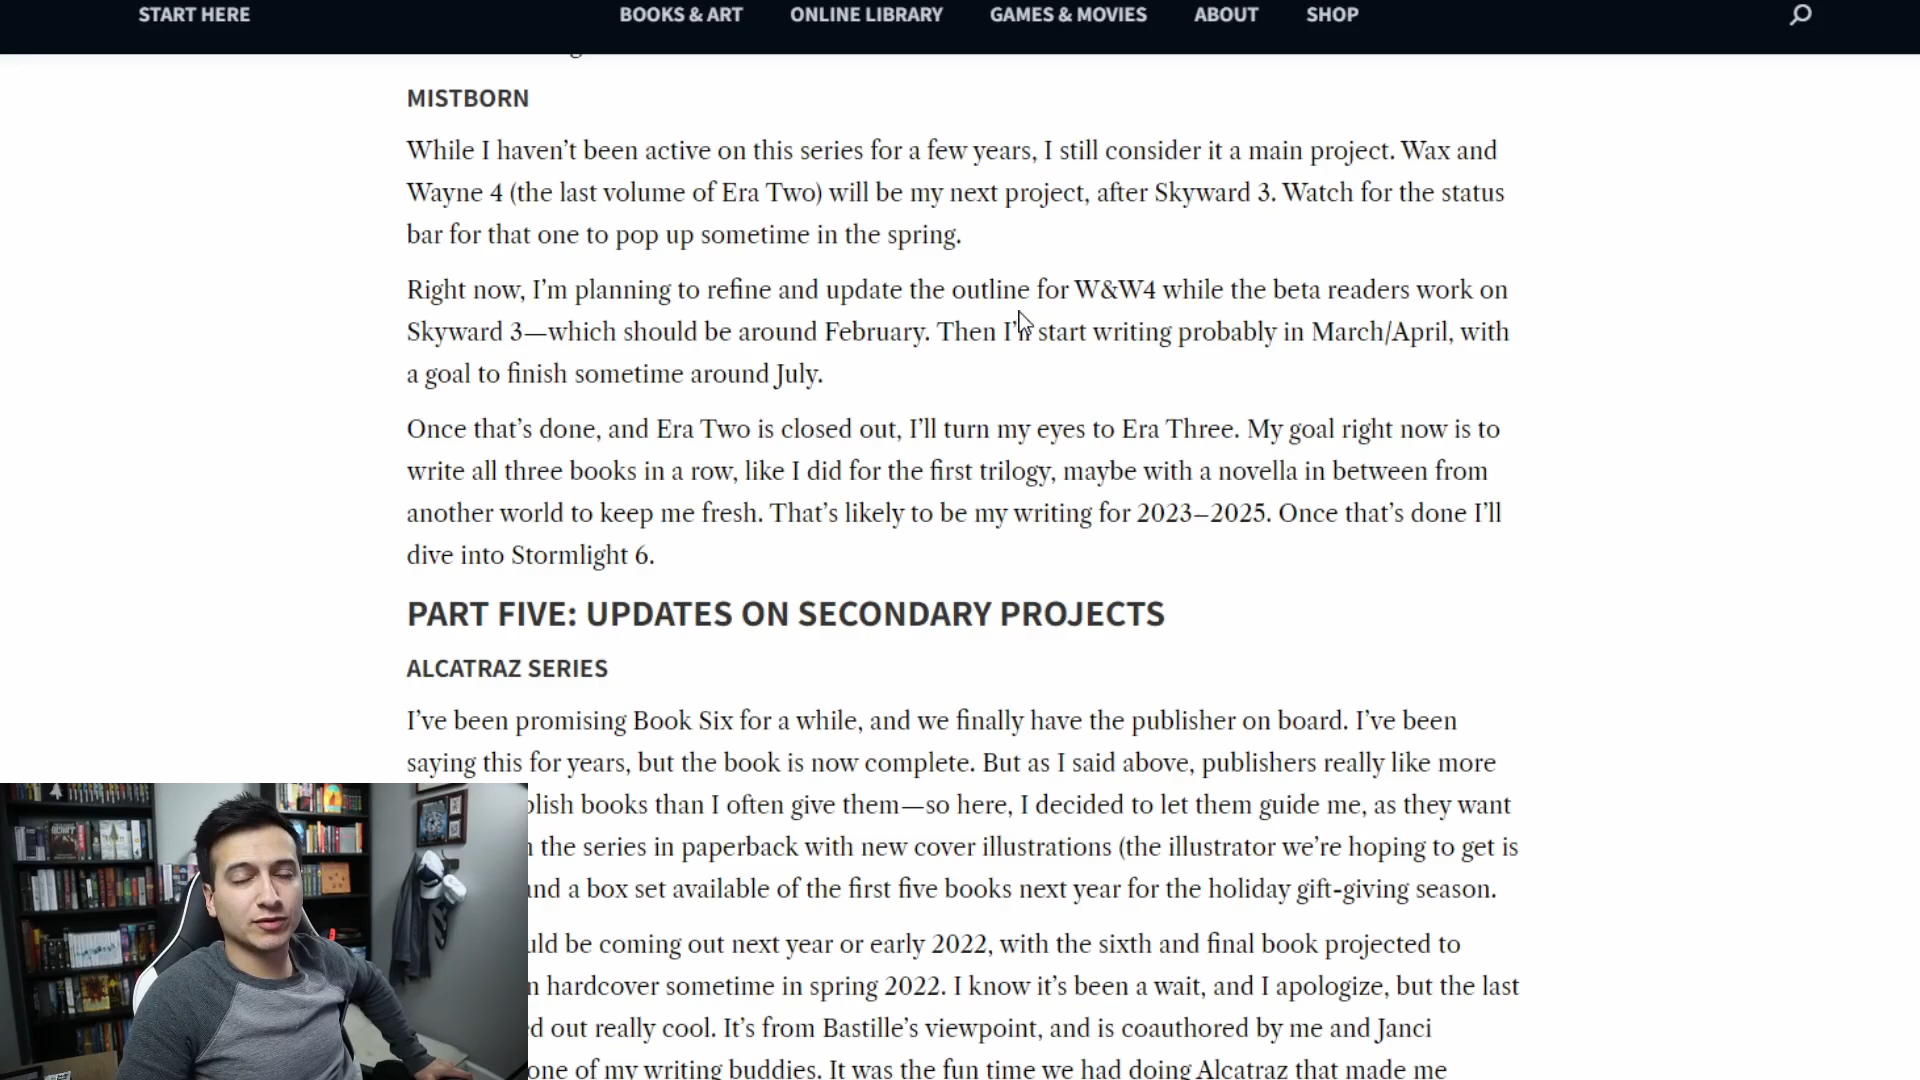 START HERE
BOOKS & ART
ONLINE LIBRARY
GAMES & MOVIES
ABOUT
SHOP
MISTBORN
While I haven’t been active on this series for a few years, I still consider it a main project. Wax and
Wayne 4 (the last volume of Era Two) will be my next project, after Skyward 3. Watch for the status
bar for that one to pop up sometime in the spring.
Right now, I’m planning to refine and update the outline for W&W4 while the beta readers work on
Skyward 3—which should be around February. Then start writing probably in March/April, with
a goal to finish sometime around July.
Once that’s done, and Era Two is closed out, I’ll turn my eyes to Era Three. My goal right now is to
write all three books in a row, like I did for the first trilogy, maybe with a novella in between from
another world to keep me fresh. That’s likely to be my writing for 2023–2025. Once that’s done I’ll
dive into Stormlight 6.
PART FIVE: UPDATES ON SECONDARY PROJECTS
ALCATRAZ SERIES
I’ve been promising Book Six for a while, and we finally have the publisher on board. I’ve been
saying this for years, but the book is now complete. But as I said above, publishers really like more
books than I often give them—so here, I decided to let them guide me, as they want
the series in paperback with new cover illustrations (the illustrator we’re hoping to get is
and a box set available of the first five books next year for the holiday gift-giving season.
be coming out next year or early 2022, with the sixth and final book projected to
hardcover sometime in spring 2022. I know it’s been a wait, and I apologize, but the last
out really cool. It’s from Bastille’s viewpoint, and is coauthored by me and Janci
one of my writing buddies. It was the fun time we had doing Alcatraz that made me